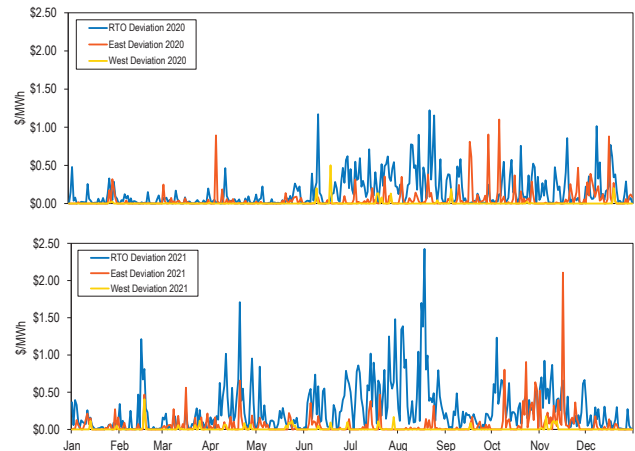 $2.50
$2.00
$1.50
$1.00
$0.50
$0.00
$/MWh
RTO Deviation 2020
East Deviation 2020
West Deviation 2020
$2.50
$2.00
$1.50
$1.00
$0.50
$0.00
$/MWh
RTO Deviation 2021
East Deviation 2021
West Deviation 2021
Jan Feb Mar Apr May Jun Jul Aug Sep Oct Nov Dec